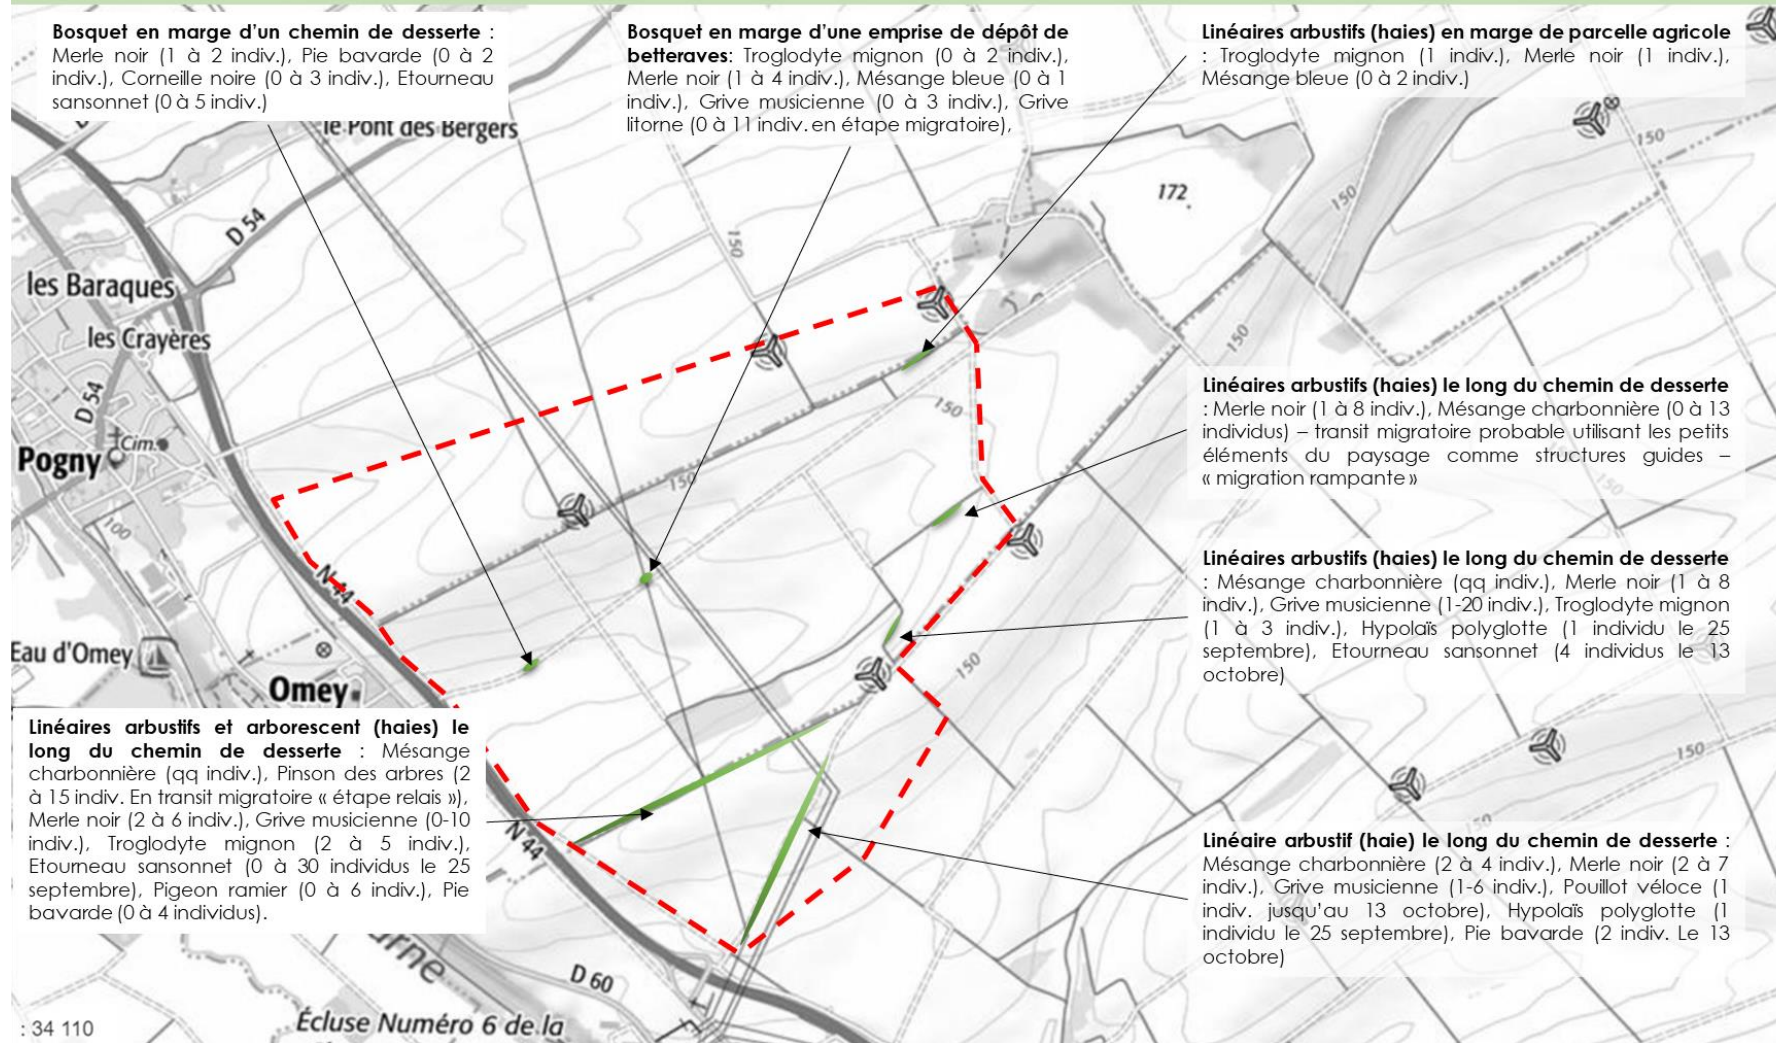 Bosquet en marge d'un chemin de desserte :
Merle noir (1 à 2 indiv.), Pie bavarde (0 à 2
indiv.), Corneille noire (0 à 3 indiv.), Etourneau
sansonnet (0 à 5 indiv.)
Bosquet en marge d'une emprise de dépôt de
betteraves: Troglodyte mignon (0 à 2 indiv.),
Merle noir (1 à 4 indiv.), Mésange bleue (0 à 1
indiv.), Grive musicienne (0 à 3 indiv.), Grive
litorne (0 à 11 indiv. en étape migratoire),
Linéaires arbustifs (haies) en marge de parcelle agricole
: Troglodyte mignon (1 indiv.), Merle noir (1 indiv.),
Mésange bleue (0 à 2 indiv.)
le Pont des Bergers
150
172
150
D 54
150
les Baraques
les Crayères
150
D 54
150
Cim.
Pogny
150
100
Linéaires arbustifs (haies) le long du chemin de desserte
: Merle noir (1 à 8 indiv.), Mésange charbonnière (0 à 13
individus) – transit migratoire probable utilisant les petits
éléments du paysage comme structures guides –
« migration rampante »
150
N 44
Linéaires arbustifs (haies) le long du chemin de desserte
: Mésange charbonnière (qq indiv.), Merle noir (1 à 8
indiv.), Grive musicienne (1-20 indiv.), Troglodyte mignon
(1 à 3 indiv.), Hypolaïs polyglotte (1 individu le 25
septembre), Etourneau sansonnet (4 individus le 13
octobre)
Eau d'Omey
150
Omey
Linéaires arbustifs et arborescent (haies) le
long du chemin de desserte : Mésange
charbonnière (qq indiv.), Pinson des arbres (2
à 15 indiv. En transit migratoire « étape relais »),
Merle noir (2 à 6 indiv.), Grive musicienne (0-10
indiv.), Troglodyte mignon (2 à 5 indiv.),
Etourneau sansonnet (0 à 30 individus le 25
septembre), Pigeon ramier (0 à 6 indiv.), Pie
bavarde (0 à 4 individus).
150
150
N 44
Linéaire arbustif (haie) le long du chemin de desserte :
Mésange charbonnière (2 à 4 indiv.), Merle noir (2 à 7
indiv.), Grive musicienne (1-6 indiv.), Pouillot véloce (1
indiv. jusqu'au 13 octobre), Hypolaïs polyglotte (1
individu le 25 septembre), Pie bavarde (2 indiv. Le 13
octobre)
D 60
Écluse Numéro 6 de la
: 34 110